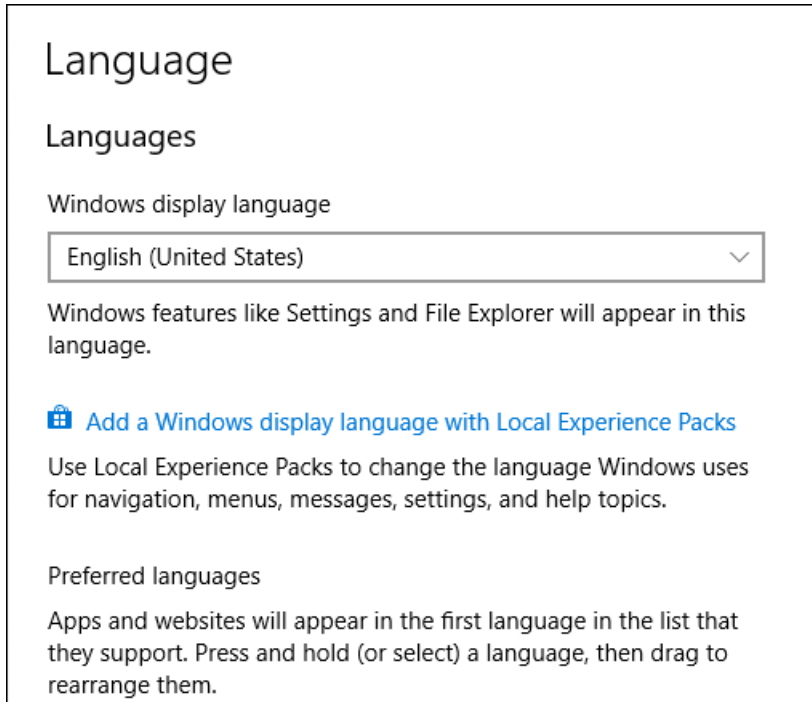 Language
Languages
Windows display language
English (United States)
Windows features like Settings and File Explorer will appear in this
language.
Add a Windows display language with Local Experience Packs
Use Local Experience Packs to change the language Windows uses
for navigation, menus, messages, settings, and help topics.
Preferred languages
Apps and websites will appear in the first language in the list that
they support. Press and hold (or select) a language, then drag to
rearrange them.